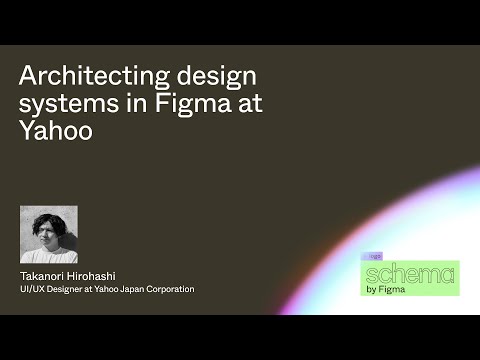 Architecting design
systems in Figma at
Yahoo
Takanori Hirohashi
UI/UX Designer at Yahoo Japan Corporation
schema
by Figma